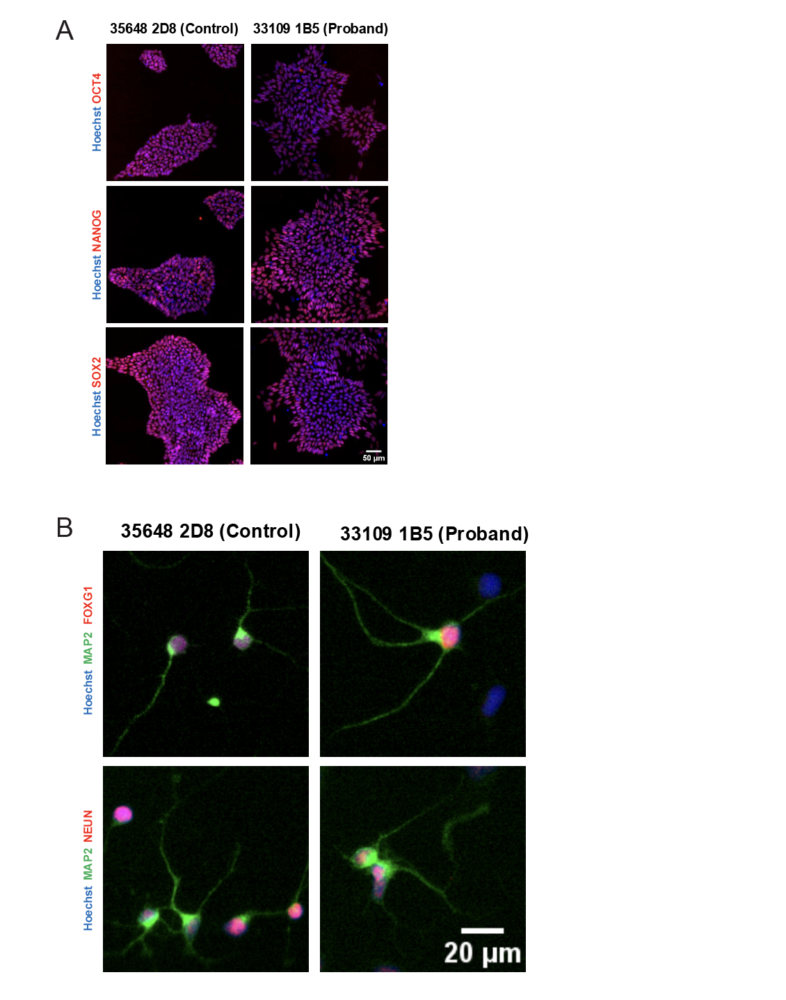 A
35648 2D8 (Control)
33109 1B5 (Proband)
Hoechst OCT4
Hoechst NANOG
Hoechst SOX2
50 µm
B
35648 2D8 (Control)
33109 1B5 (Proband)
Hoechst MAP2 FOXG1
Hoechst MAP2 NEUN
20 µm